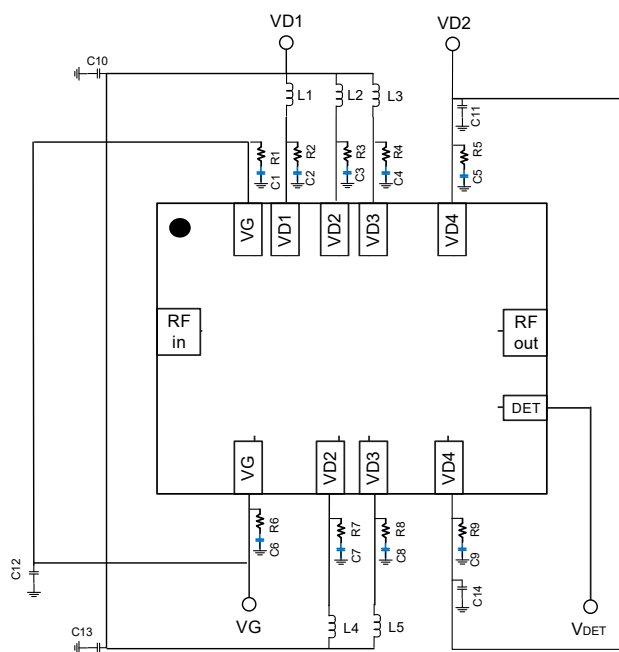 VD1
VD2
C10
L1
L2
L3
C11
R1
C1
R2
C2
R3
C3
R4
C4
R5
C5
VG
VD1
VD2
VD3
VD4
RF
in
RF
out
DET
VG
VD2
VD3
VD4
R6
C6
R7
C7
R8
C8
R9
C9
C12
C14
VG
L4
L5
VDET
C13